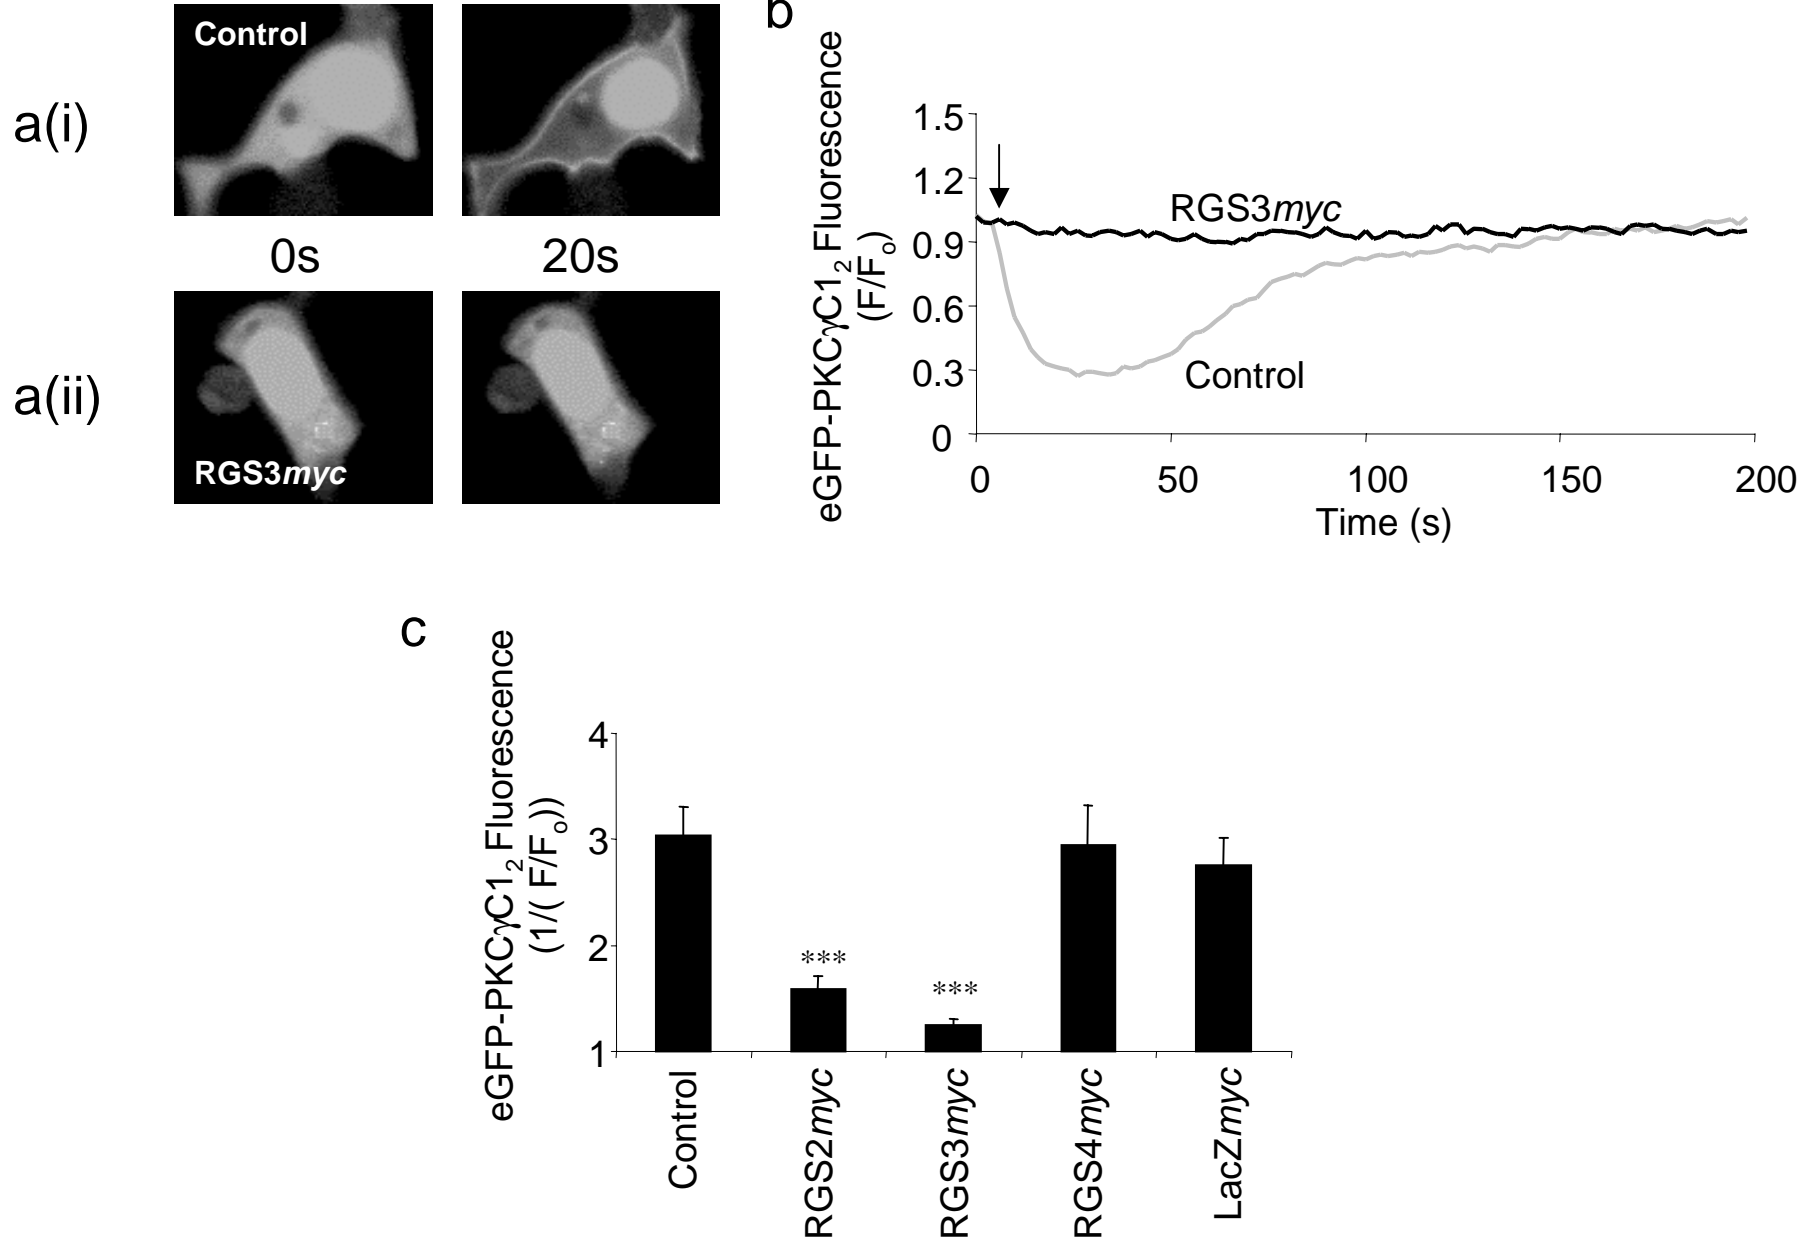 a(i)
Control
0s
20s
a(ii)
RGS3myc
b
eGFP-PKCγC1₂ Fluorescence
(F/Fₒ)
1.5
1.2
0.9
0.6
0.3
0
RGS3myc
Control
0 50 100 150 200
Time (s)
c
eGFP-PKCγC1₂ Fluorescence
(1/( F/Fₒ))
4
3
2
1
***
***
Control
RGS2myc
RGS3myc
RGS4myc
LacZmyc